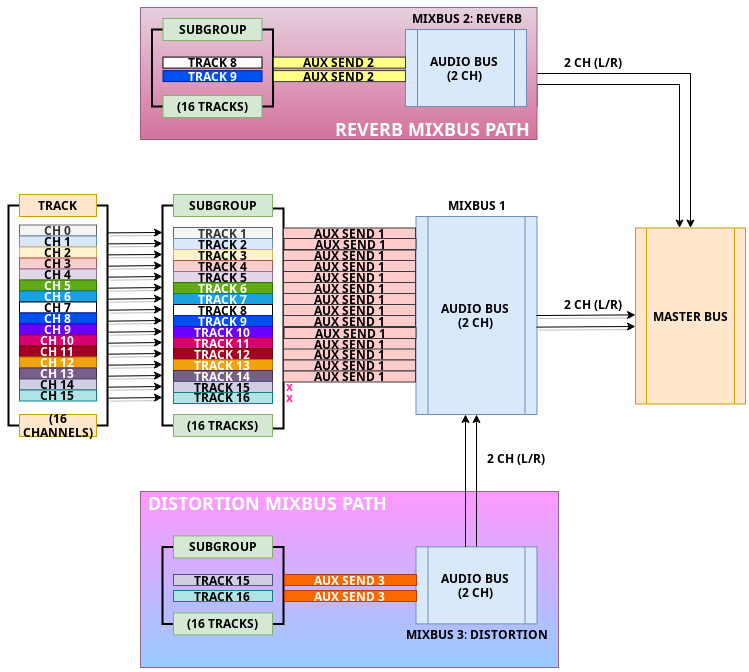 MIXBUS 2: REVERB
SUBGROUP
TRACK 8
AUX SEND 2
TRACK 9
AUX SEND 2
AUDIO BUS
(2 CH)
(16 TRACKS)
2 CH (L/R)
REVERB MIXBUS PATH
TRACK
CH 0
CH 1
CH 2
CH 3
CH 4
CH 5
CH 6
CH 7
CH 8
CH 9
CH 10
CH 11
CH 12
CH 13
CH 14
CH 15
(16
CHANNELS)
SUBGROUP
TRACK 1
TRACK 2
TRACK 3
TRACK 4
TRACK 5
TRACK 6
TRACK 7
TRACK 8
TRACK 9
TRACK 10
TRACK 11
TRACK 12
TRACK 13
TRACK 14
TRACK 15
TRACK 16
(16 TRACKS)
AUX SEND 1
AUX SEND 1
AUX SEND 1
AUX SEND 1
AUX SEND 1
AUX SEND 1
AUX SEND 1
AUX SEND 1
AUX SEND 1
AUX SEND 1
AUX SEND 1
AUX SEND 1
AUX SEND 1
AUX SEND 1
x
x
MIXBUS 1
AUDIO BUS
(2 CH)
2 CH (L/R)
MASTER BUS
2 CH (L/R)
DISTORTION MIXBUS PATH
SUBGROUP
TRACK 15
AUX SEND 3
TRACK 16
AUX SEND 3
(16 TRACKS)
AUDIO BUS
(2 CH)
MIXBUS 3: DISTORTION